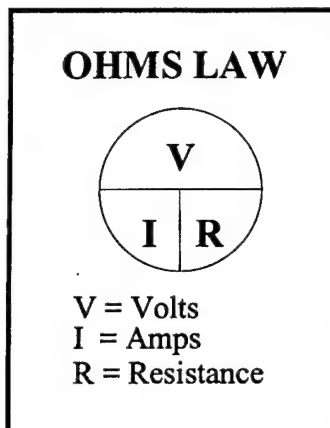 OHMS LAW
V
I R
V = Volts
I = Amps
R = Resistance